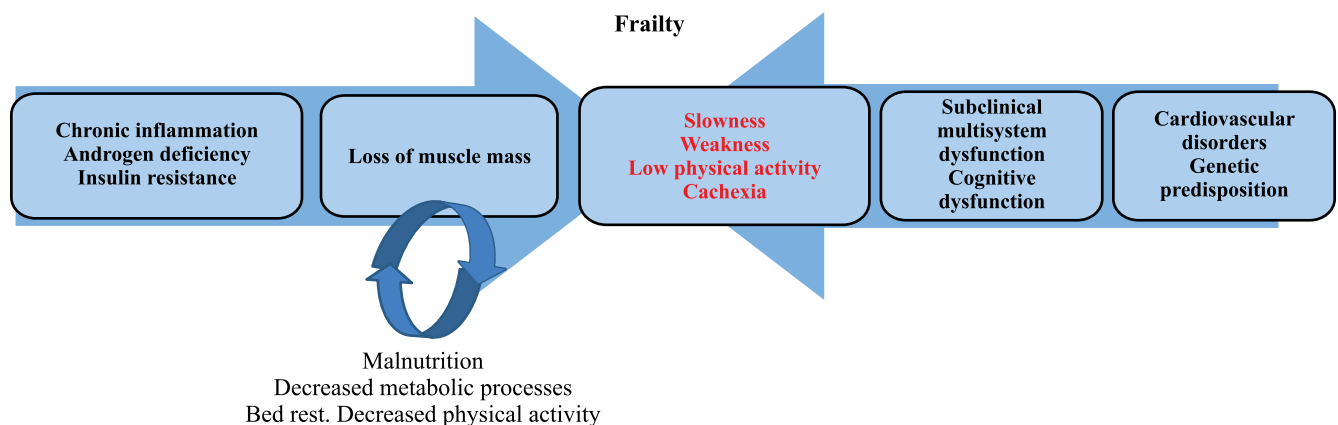 Frailty
Chronic inflammation
Androgen deficiency
Insulin resistance
Loss of muscle mass
Slowness
Weakness
Low physical activity
Cachexia
Subclinical
multisystem
dysfunction
Cognitive
dysfunction
Cardiovascular
disorders
Genetic
predisposition
Malnutrition
Decreased metabolic processes
Bed rest. Decreased physical activity